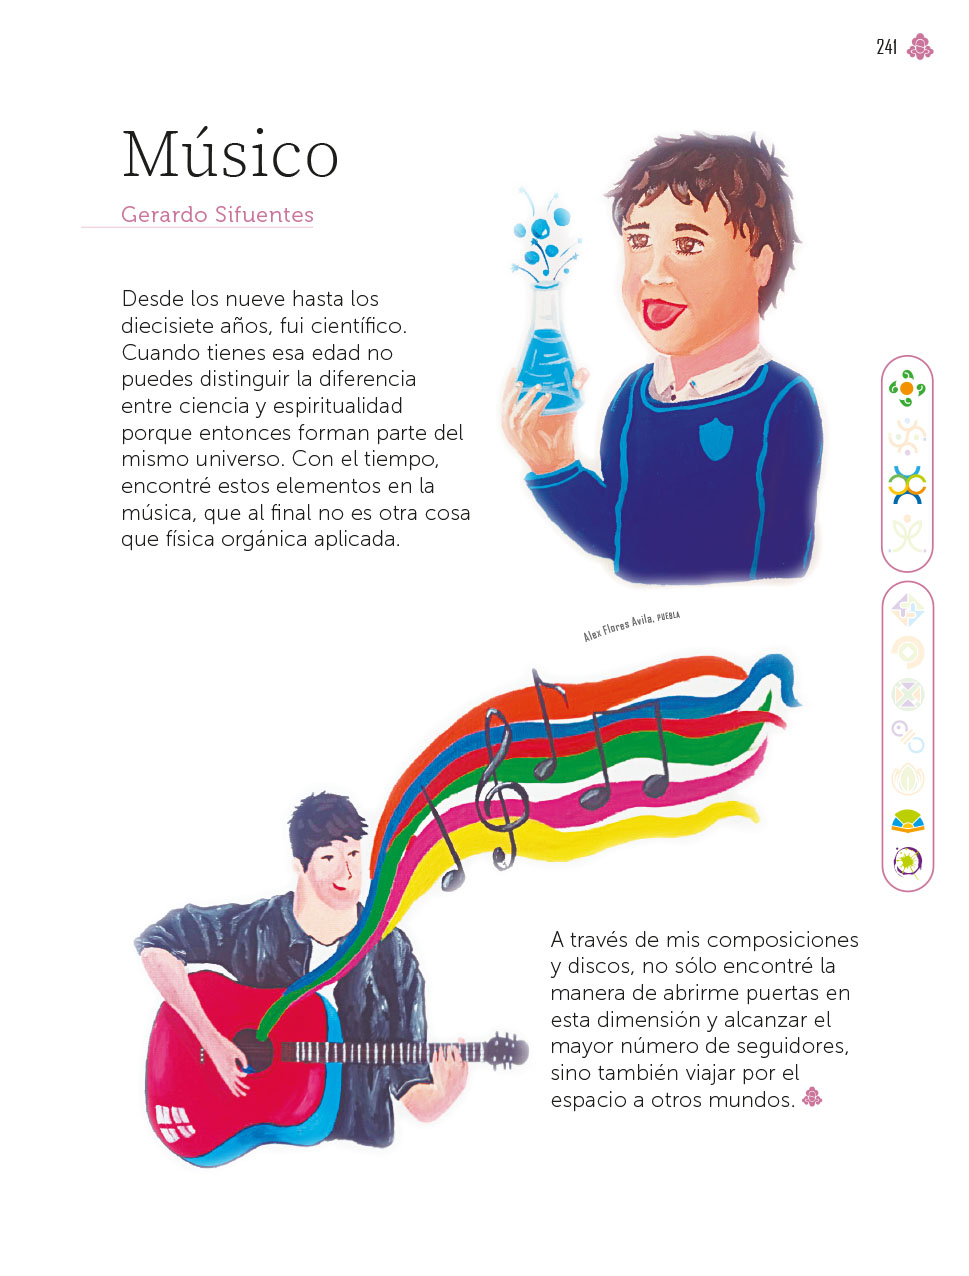 241
Músico
Gerardo Sifuentes
Desde los nueve hasta los
diecisiete años, fui científico.
Cuando tienes esa edad no
puedes distinguir la diferencia
entre ciencia y espiritualidad
porque entonces forman parte del
mismo universo. Con el tiempo,
encontré estos elementos en la
música, que al final no es otra cosa
que física orgánica aplicada.
Alex Flores Avila, PUEBLA
A través de mis composiciones
y discos, no sólo encontré la
manera de abrirme puertas en
esta dimensión y alcanzar el
mayor número de seguidores,
sino también viajar por el
espacio a otros mundos.